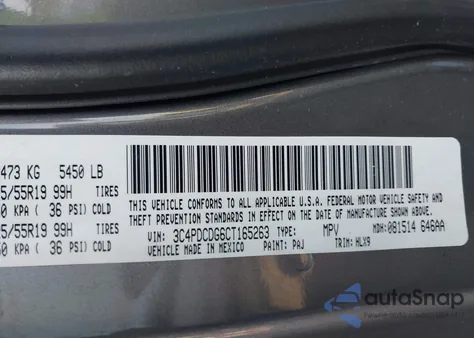 473 KG 5450 LB
5/55R19 99H TIRES
0 KPA ( 36 PSI) COLD
5/55R19 99H TIRES
50 KPA ( 36 PSI) COLD
THIS VEHICLE CONFORMS TO ALL APPLICABLE U.S.A. FEDERAL MOTOR VEHICLE SAFETY,
BUMPER, AND THEFT PREVENTION STANDARDS IN EFFECT ON THE DATE OF MANUFACTURE SHOWN ABOVE.
VIN: 3C4PDCDG6CT165263 TYPE: MPV MDH: 081514 646AA
VEHICLE MADE IN MEXICO PAINT: PAJ TRIM: HLX9
autoSnap